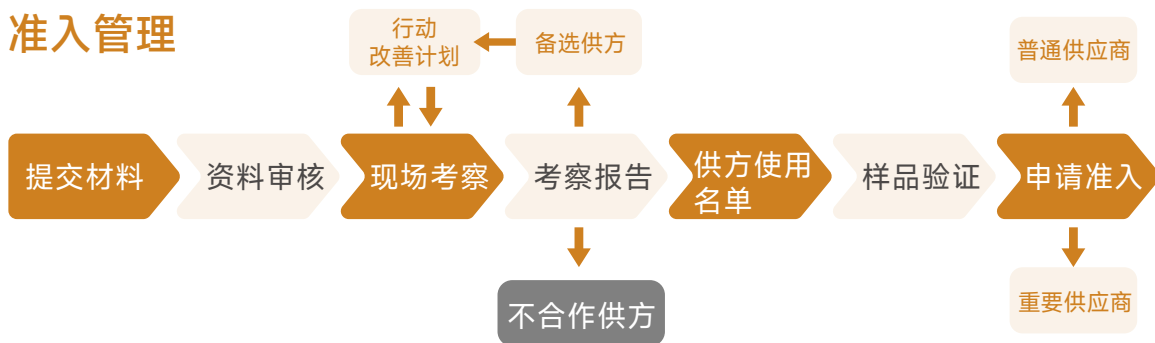 准入管理
行动
改善计划
备选供方
普通供应商
提交材料
资料审核
现场考察
考察报告
供方使用
名单
样品验证
申请准入
不合作供方
重要供应商